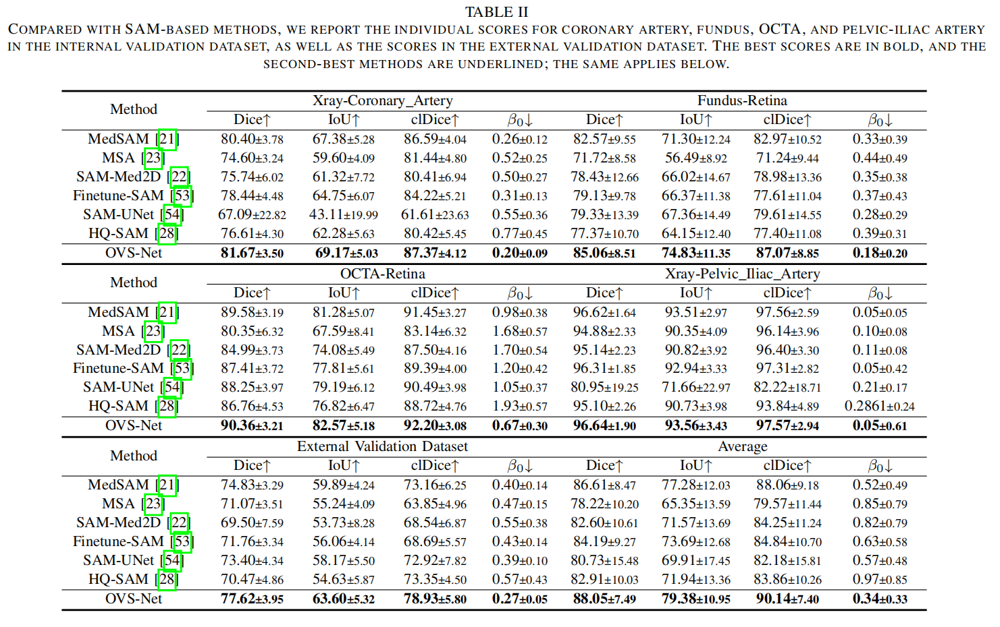 TABLE II
COMPARED WITH SAM-BASED METHODS, WE REPORT THE INDIVIDUAL SCORES FOR CORONARY ARTERY, FUNDUS, OCTA, AND PELVIC-ILIAC ARTERY
IN THE INTERNAL VALIDATION DATASET, AS WELL AS THE SCORES IN THE EXTERNAL VALIDATION DATASET. THE BEST SCORES ARE IN BOLD, AND THE
SECOND-BEST METHODS ARE UNDERLINED; THE SAME APPLIES BELOW.
Method Xray-Coronary_Artery Fundus-Retina
Dice↑ IoU↑ clDice↑ β0↓ Dice↑ IoU↑ clDice↑ β0↓
MedSAM [21] 80.40±3.78 67.38±5.28 86.59±4.04 0.26±0.12 82.57±9.55 71.30±12.24 82.97±10.52 0.33±0.39
MSA [23] 74.60±3.24 59.60±4.09 81.44±4.80 0.52±0.25 71.72±8.58 56.49±8.92 71.24±9.44 0.44±0.49
SAM-Med2D [22] 75.74±6.02 61.32±7.72 80.41±6.94 0.50±0.27 78.43±12.66 66.02±14.67 78.98±13.36 0.35±0.38
Finetune-SAM [53] 78.44±4.48 64.75±6.07 84.22±5.21 0.31±0.13 79.13±9.78 66.37±11.38 77.61±11.04 0.37±0.43
SAM-UNet [54] 67.09±22.82 43.11±19.99 61.61±23.63 0.55±0.36 79.33±13.39 67.36±14.49 79.61±14.55 0.28±0.29
HQ-SAM [28] 76.61±4.30 62.28±5.63 80.42±5.45 0.77±0.45 77.37±10.70 64.15±12.40 77.40±11.08 0.39±0.31
OVS-Net 81.67±3.50 69.17±5.03 87.37±4.12 0.20±0.09 85.06±8.51 74.83±11.35 87.07±8.85 0.18±0.20
Method OCTA-Retina Xray-Pelvic_Iliac_Artery
Dice↑ IoU↑ clDice↑ β0↓ Dice↑ IoU↑ clDice↑ β0↓
MedSAM [21] 89.58±3.19 81.28±5.07 91.45±3.27 0.98±0.38 96.62±1.64 93.51±2.97 97.56±2.59 0.05±0.05
MSA [23] 80.35±6.32 67.59±8.41 83.14±6.32 1.68±0.57 94.88±2.33 90.35±4.09 96.14±3.96 0.10±0.08
SAM-Med2D [22] 84.99±3.73 74.08±5.49 87.50±4.16 1.70±0.54 95.14±2.23 90.82±3.92 96.40±3.30 0.11±0.08
Finetune-SAM [53] 87.41±3.72 77.81±5.61 89.39±4.00 1.20±0.42 96.31±1.85 92.94±3.33 97.31±2.82 0.05±0.42
SAM-UNet [54] 88.25±3.97 79.19±6.12 90.49±3.98 1.05±0.37 80.95±19.25 71.66±22.97 82.22±18.71 0.21±0.17
HQ-SAM [28] 86.76±4.53 76.82±6.47 88.72±4.76 1.93±0.57 95.10±2.26 90.73±3.98 93.84±4.89 0.2861±0.24
OVS-Net 90.36±3.21 82.57±5.18 92.20±3.08 0.67±0.30 96.64±1.90 93.56±3.43 97.57±2.94 0.05±0.61
Method External Validation Dataset Average
Dice↑ IoU↑ clDice↑ β0↓ Dice↑ IoU↑ clDice↑ β0↓
MedSAM [21] 74.83±3.29 59.89±4.24 73.16±6.25 0.40±0.14 86.61±8.47 77.28±12.03 88.06±9.18 0.52±0.49
MSA [23] 71.07±3.51 55.24±4.09 63.85±4.96 0.47±0.15 78.22±10.20 65.35±13.59 79.57±11.44 0.85±0.79
SAM-Med2D [22] 69.50±7.59 53.73±8.28 68.54±6.87 0.55±0.38 82.60±10.61 71.57±13.69 84.25±11.24 0.82±0.79
Finetune-SAM [53] 71.76±3.34 56.06±4.14 68.69±5.57 0.43±0.14 84.19±9.27 73.69±12.68 84.84±10.70 0.63±0.58
SAM-UNet [54] 73.40±4.34 58.17±5.50 72.92±7.82 0.39±0.10 80.73±15.48 69.91±17.45 82.18±15.81 0.57±0.48
HQ-SAM [28] 70.47±4.86 54.63±5.87 73.35±4.50 0.57±0.43 82.91±10.03 71.94±13.36 83.86±10.26 0.97±0.85
OVS-Net 77.62±3.95 63.60±5.32 78.93±5.80 0.27±0.05 88.05±7.49 79.38±10.95 90.14±7.40 0.34±0.33